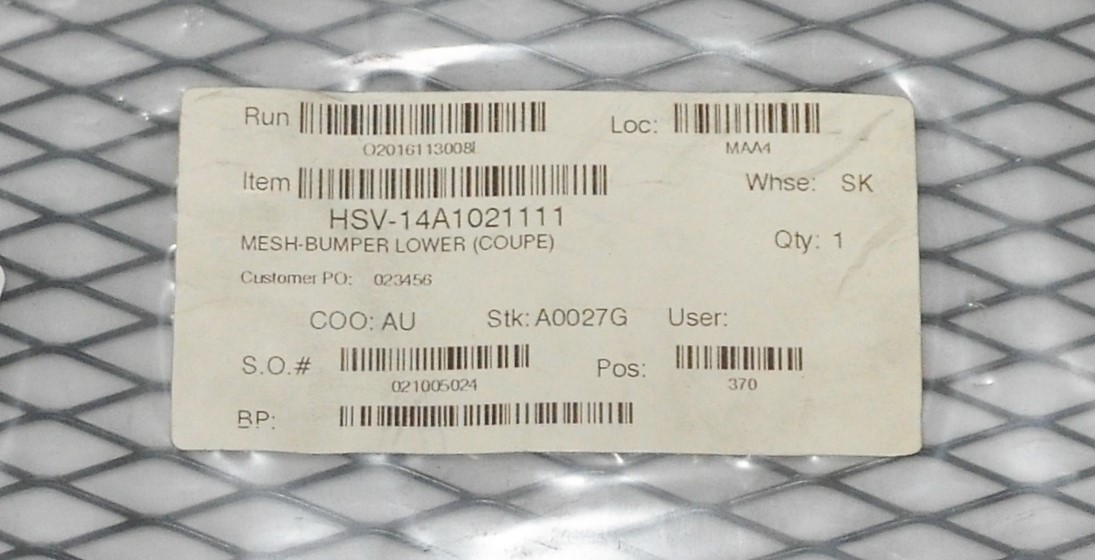 Run
O20161130081
Loc:
MAA4
Item
Whse: SK
HSV-14A1021111
MESH-BUMPER LOWER (COUPE)
Qty: 1
Customer PO: 023456
COO: AU Stk: A0027G User:
S.O.#
021005024
Pos:
370
BP: